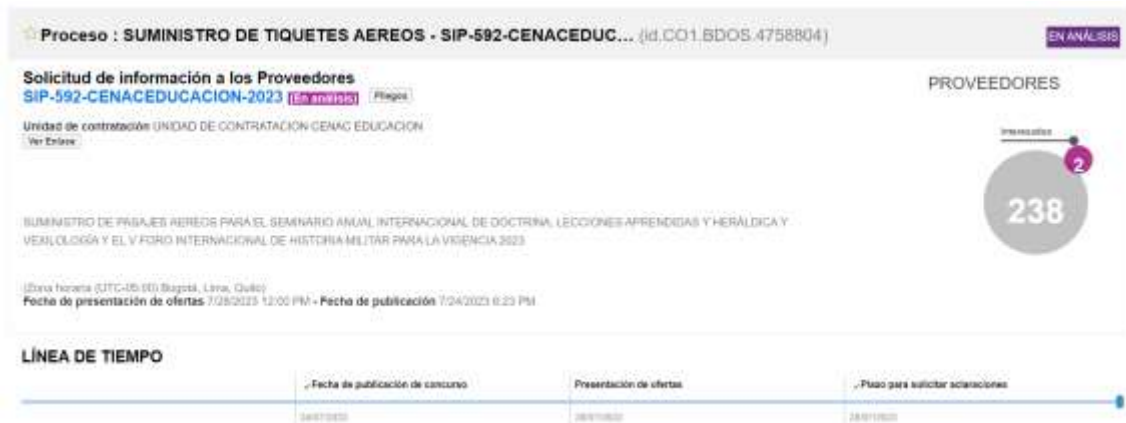 Proceso : SUMINISTRO DE TIQUETES AEREOS - SIP-592-CENACEDUC... (id.CO1.BDOS.4758804)
EN ANÁLISIS
Solicitud de información a los Proveedores
SIP-592-CENACEDUCACION-2023 (En análisis) Pliegos
PROVEEDORES
Unidad de contratación UNIDAD DE CONTRATACION CENAC EDUCACION
Ver Enlace
Interesados
2
238
SUMINISTRO DE PASAJES AEREOS PARA EL SEMINARIO ANUAL INTERNACIONAL DE DOCTRINA, LECCIONES APRENDIDAS Y HERÁLDICA Y
VEXILOLOGÍA Y EL V FORO INTERNACIONAL DE HISTORIA MILITAR PARA LA VIGENCIA 2023
(Zona horaria (UTC-05:00) Bogotá, Lima, Quito)
Fecha de presentación de ofertas 7/28/2023 12:00 PM - Fecha de publicación 7/24/2023 6:23 PM
LÍNEA DE TIEMPO
Fecha de publicación de concurso
Presentación de ofertas
Plazo para solicitar aclaraciones